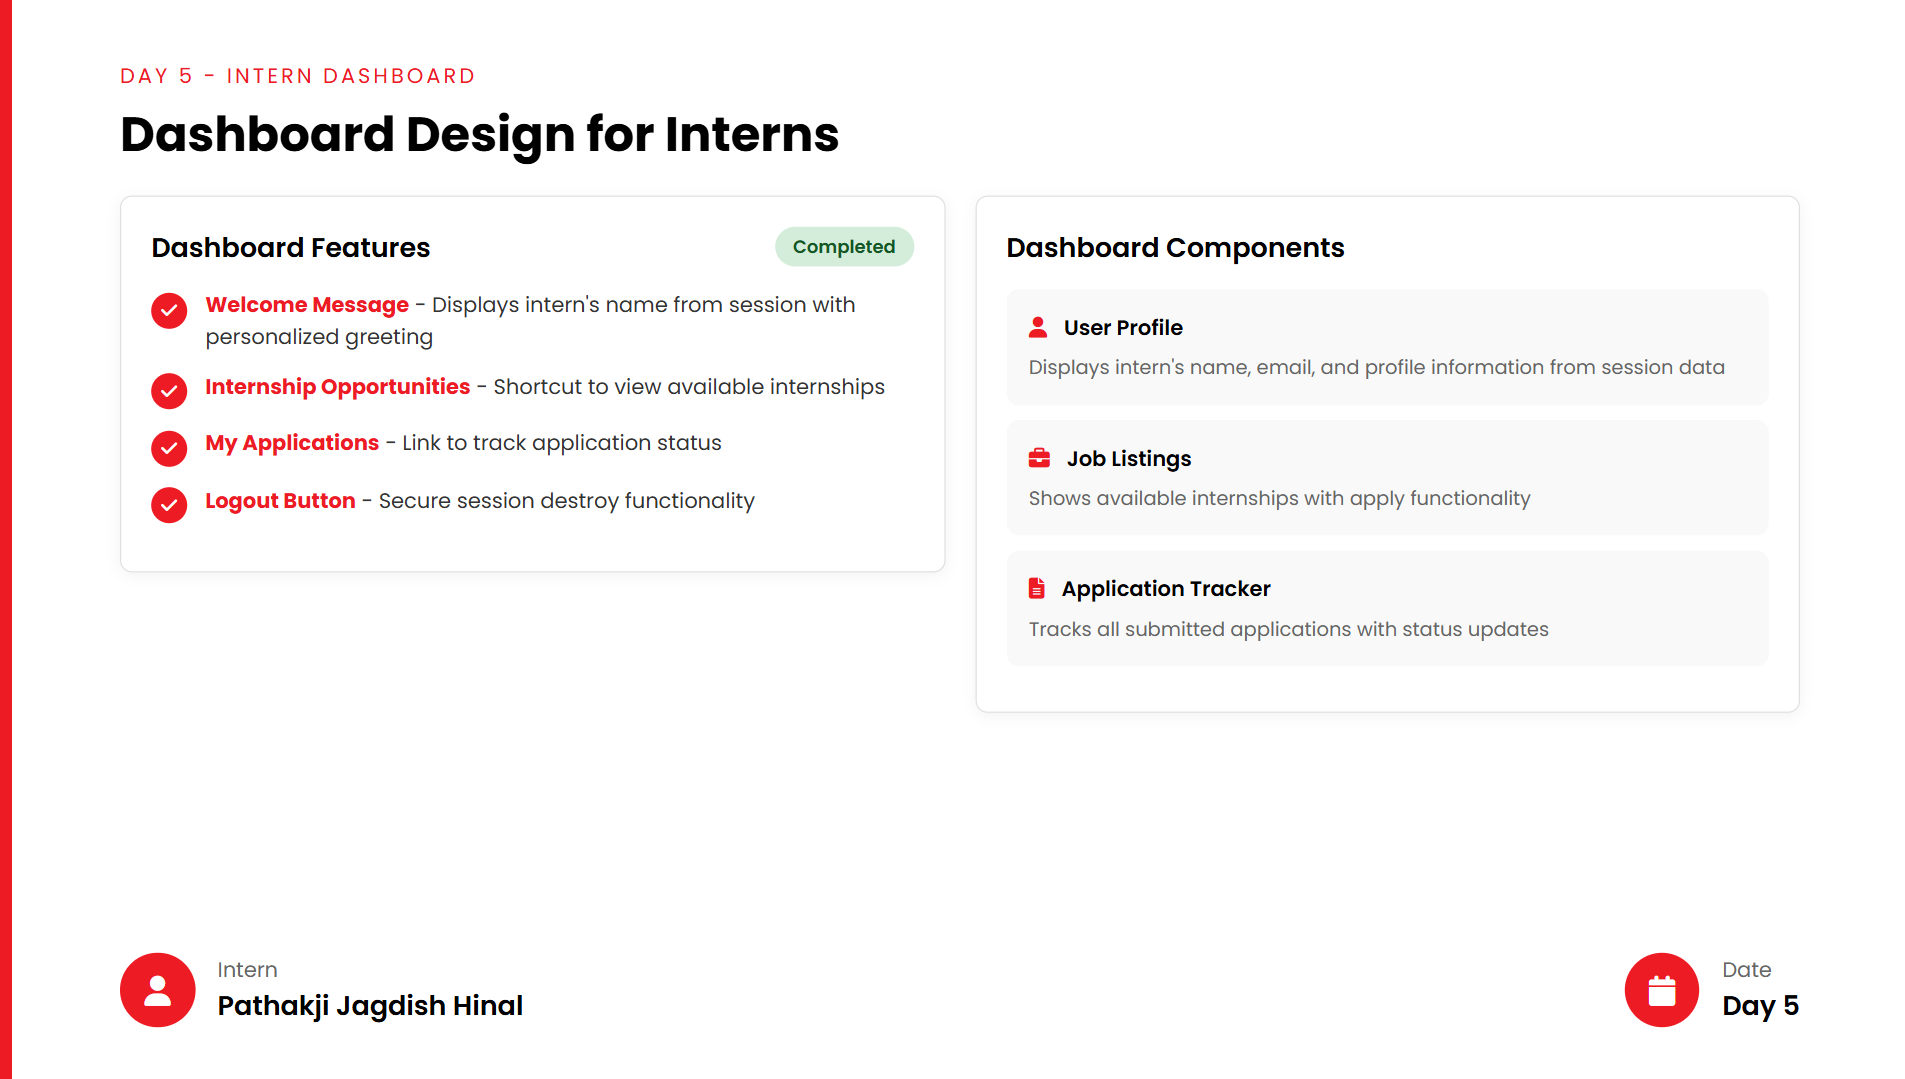 DAY 5 - INTERN DASHBOARD
Dashboard Design for Interns
Dashboard Features
Completed
Welcome Message - Displays intern's name from session with
personalized greeting
Internship Opportunities - Shortcut to view available internships
My Applications - Link to track application status
Logout Button - Secure session destroy functionality
Dashboard Components
User Profile
Displays intern's name, email, and profile information from session data
Job Listings
Shows available internships with apply functionality
Application Tracker
Tracks all submitted applications with status updates
Intern
Pathakji Jagdish Hinal
Date
Day 5